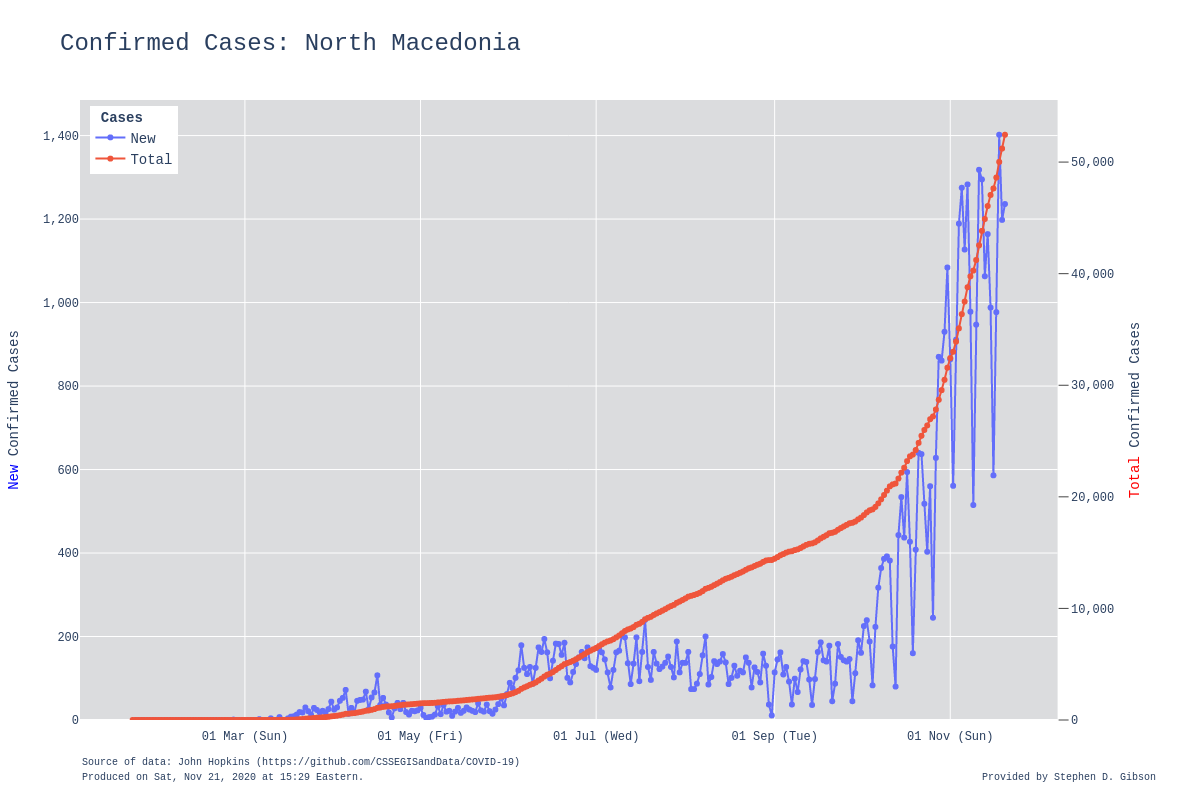 Confirmed Cases: North Macedonia
Cases
New
Total
1,400
1,200
1,000
800
600
400
200
0
New Confirmed Cases
50,000
40,000
30,000
20,000
10,000
0
Total Confirmed Cases
01 Mar (Sun)
01 May (Fri)
01 Jul (Wed)
01 Sep (Tue)
01 Nov (Sun)
Source of data: John Hopkins (https://github.com/CSSEGISandData/COVID-19)
Produced on Sat, Nov 21, 2020 at 15:29 Eastern.
Provided by Stephen D. Gibson